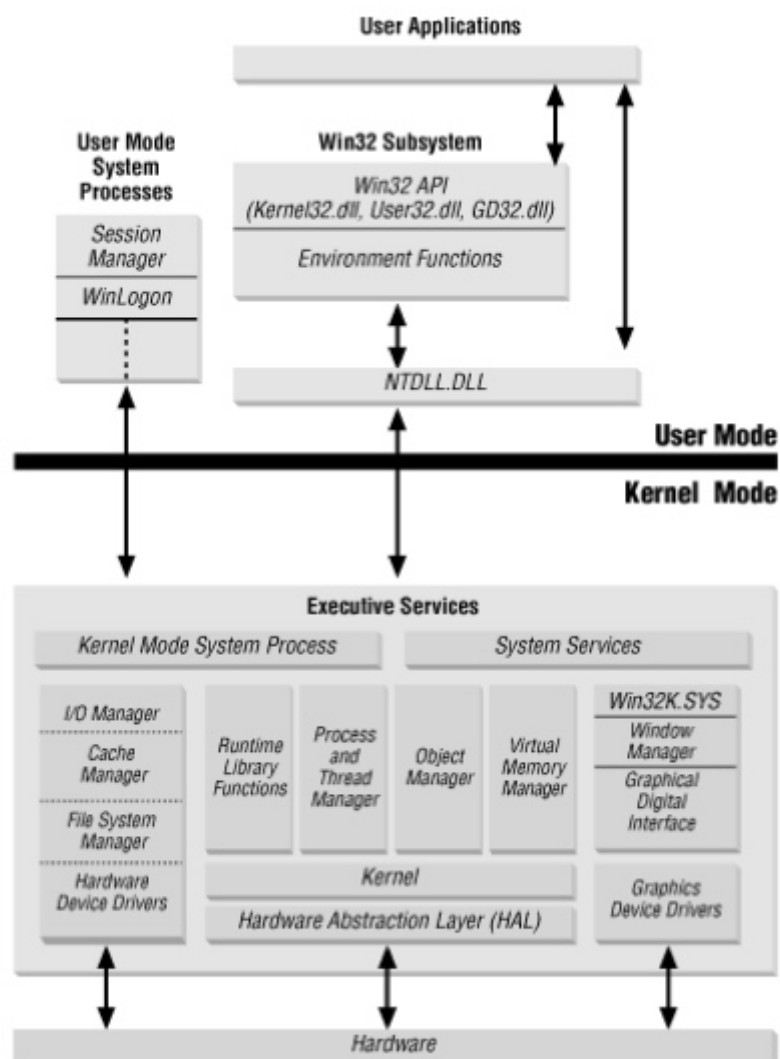 User Applications
User Mode
System
Processes
Session
Manager
WinLogon
Win32 Subsystem
Win32 API
(Kernel32.dll, User32.dll, GD32.dll)
Environment Functions
NTDLL.DLL
User Mode
Kernel Mode
Executive Services
Kernel Mode System Process
System Services
I/O Manager
Cache
Manager
File System
Manager
Hardware
Device Drivers
Runtime
Library
Functions
Process
and
Thread
Manager
Object
Manager
Virtual
Memory
Manager
Win32K.SYS
Window
Manager
Graphical
Digital
Interface
Kernel
Hardware Abstraction Layer (HAL)
Graphics
Device Drivers
Hardware